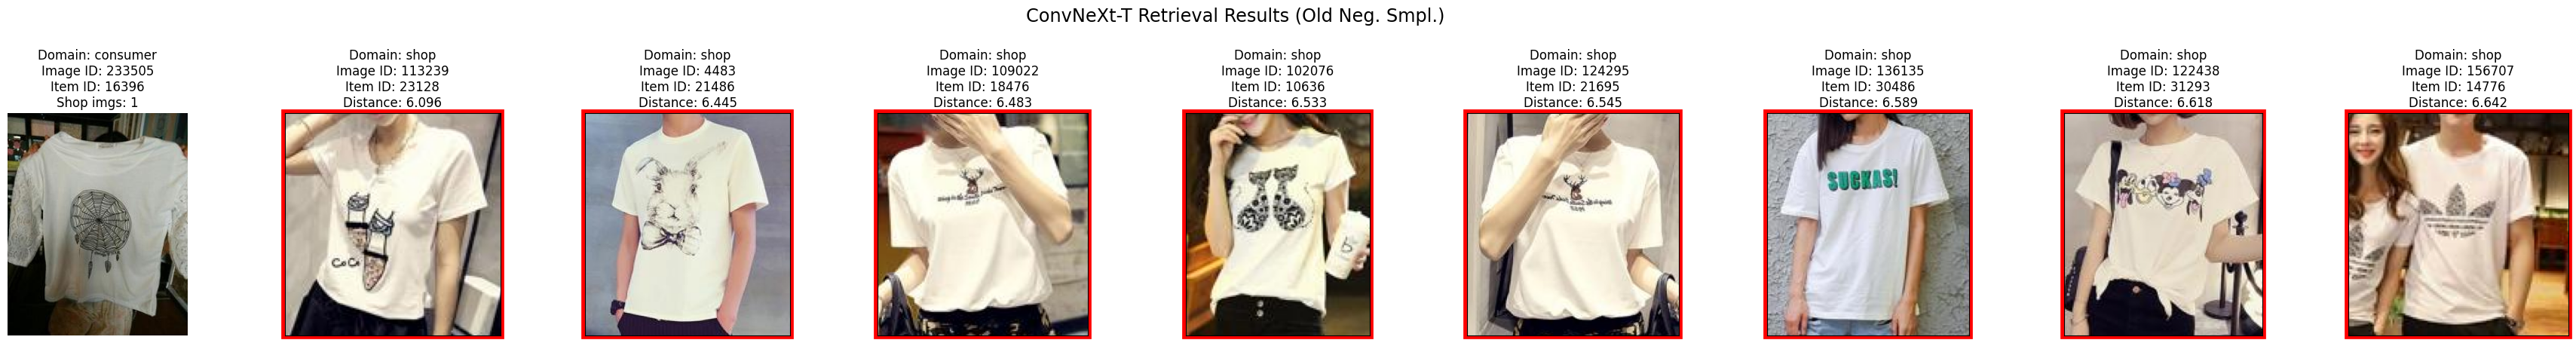 ConvNeXt-T Retrieval Results (Old Neg. Smpl.)
Domain: consumer
Image ID: 233505
Item ID: 16396
Shop imgs: 1
Domain: shop
Image ID: 113239
Item ID: 23128
Distance: 6.096
Domain: shop
Image ID: 4483
Item ID: 21486
Distance: 6.445
Domain: shop
Image ID: 109022
Item ID: 18476
Distance: 6.483
Domain: shop
Image ID: 102076
Item ID: 10636
Distance: 6.533
Domain: shop
Image ID: 124295
Item ID: 21695
Distance: 6.545
Domain: shop
Image ID: 136135
Item ID: 30486
Distance: 6.589
Domain: shop
Image ID: 122438
Item ID: 31293
Distance: 6.618
Domain: shop
Image ID: 156707
Item ID: 14776
Distance: 6.642
CoCo
SUCKAS!